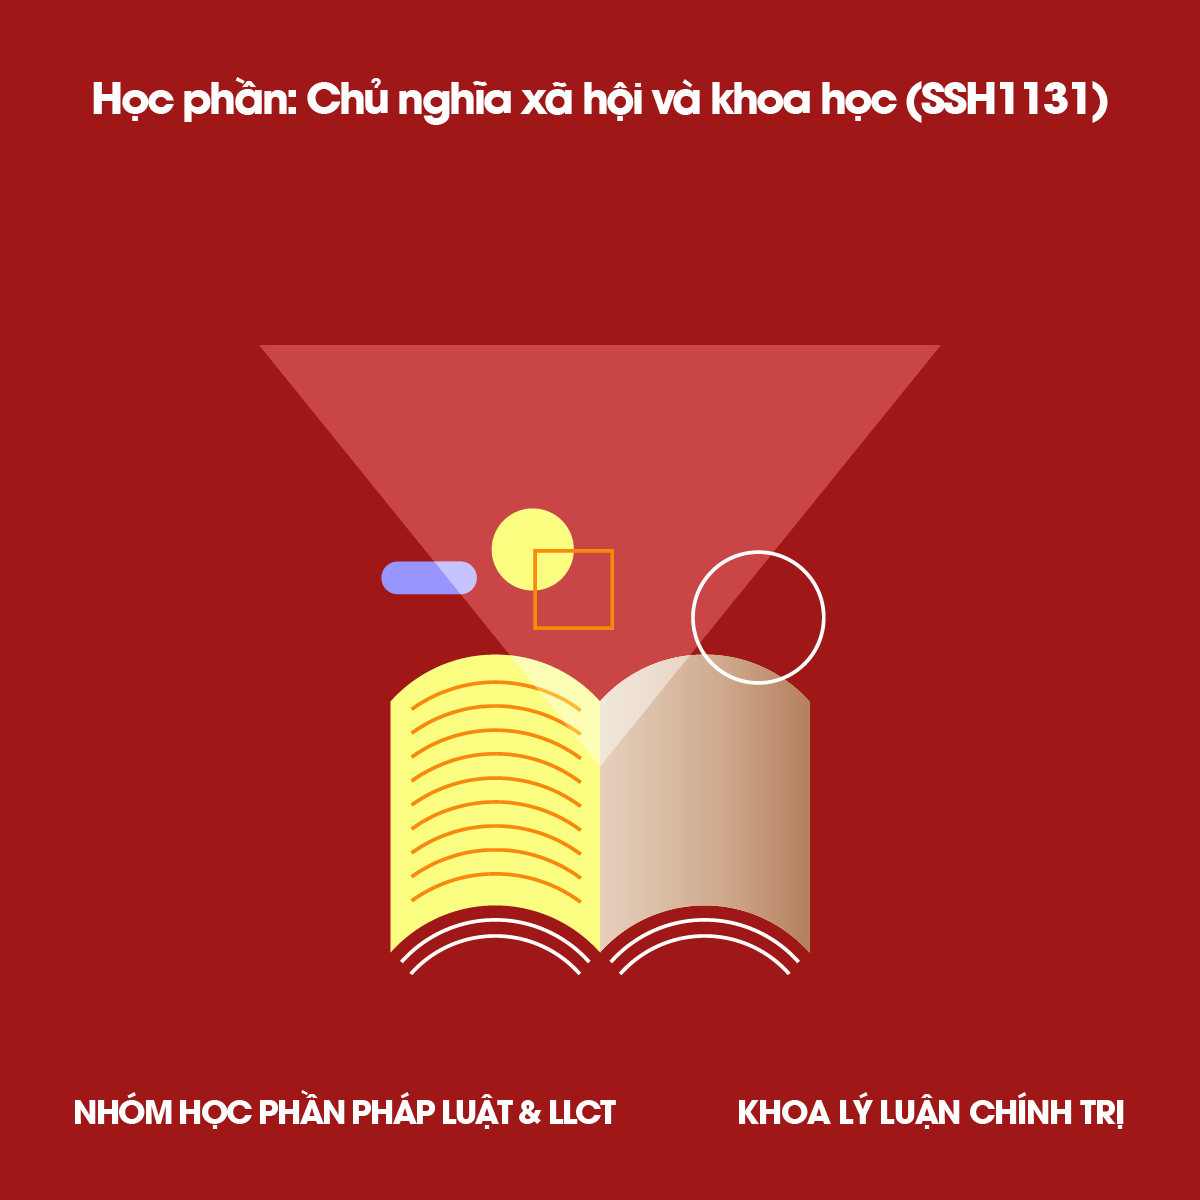 Học phần: Chủ nghĩa xã hội và khoa học (SSH1131)
NHÓM HỌC PHẦN PHÁP LUẬT & LLCT
KHOA LÝ LUẬN CHÍNH TRỊ